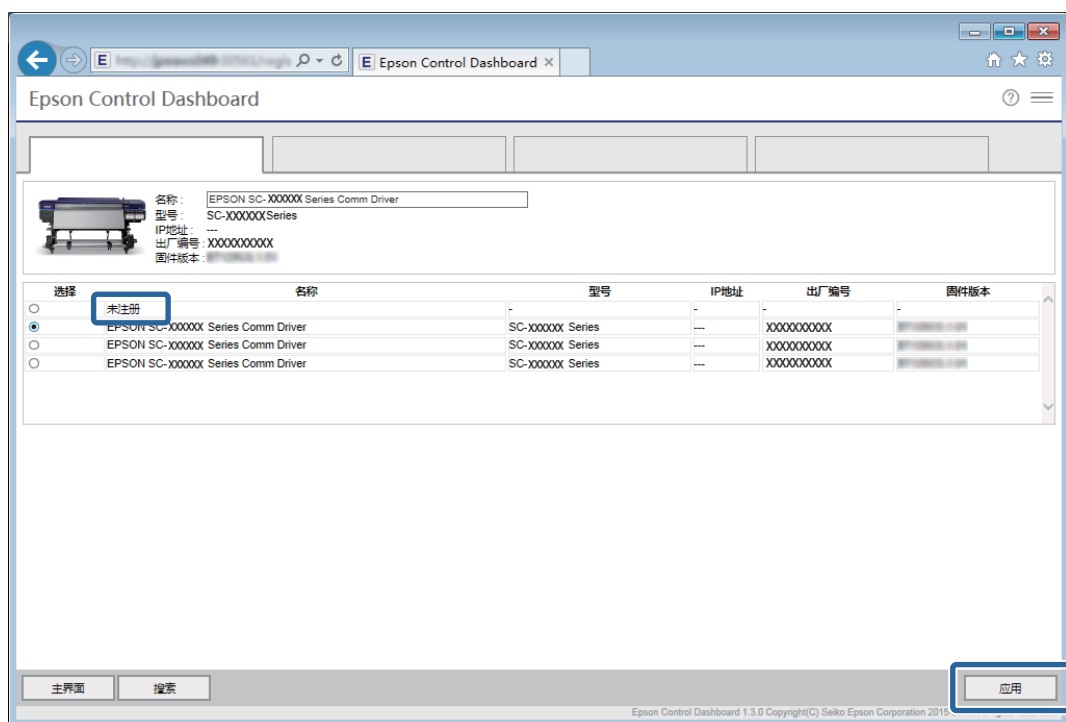 E
E Epson Control Dashboard ×
Epson Control Dashboard
名称: EPSON SC-XXXXXX Series Comm Driver
型号: SC-XXXXXXSeries
IP地址: ---
出厂编号: XXXXXXXXXX
固件版本:
选择 名称 型号 IP地址 出厂编号 固件版本
未注册 - - - -
EPSON SC-XXXXXX Series Comm Driver SC-XXXXXX Series --- XXXXXXXXXX
EPSON SC-XXXXXX Series Comm Driver SC-XXXXXX Series --- XXXXXXXXXX
EPSON SC-XXXXXX Series Comm Driver SC-XXXXXX Series --- XXXXXXXXXX
主界面 搜索 应用
Epson Control Dashboard 1.3.0 Copyright(C) Seiko Epson Corporation